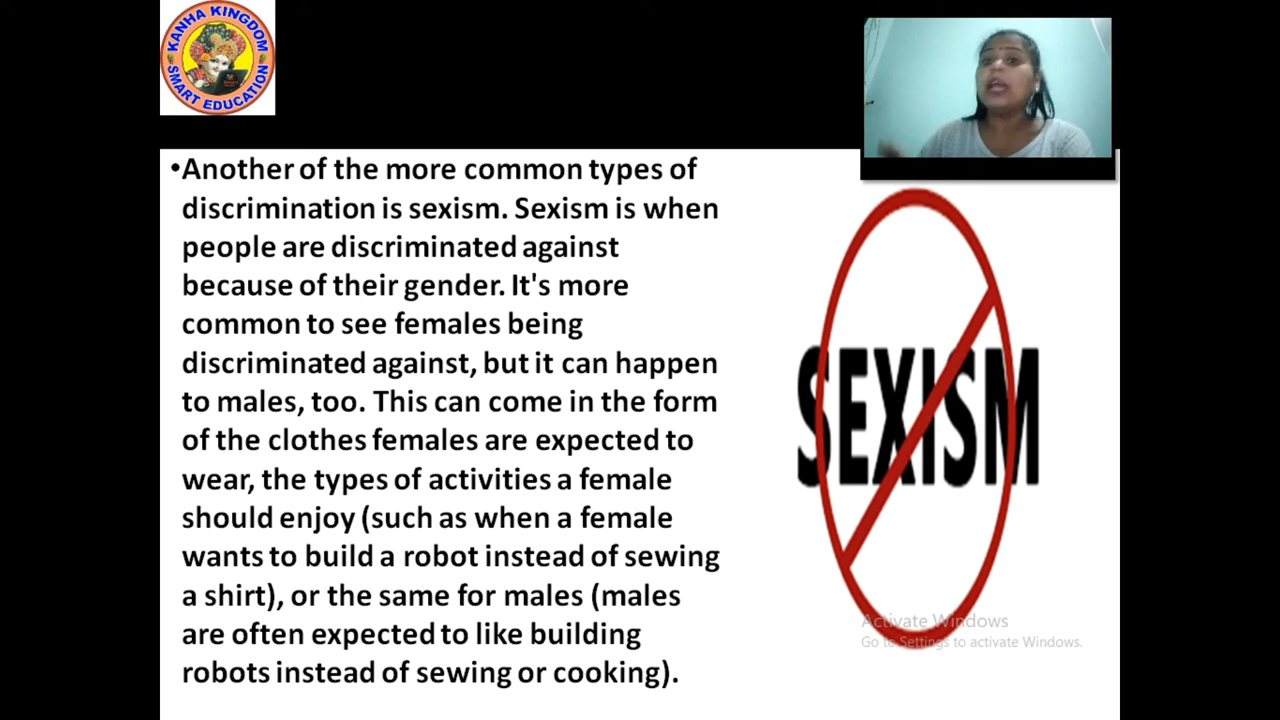 KANHA KINGDOM
SMART EDUCATION
•Another of the more common types of
discrimination is sexism. Sexism is when
people are discriminated against
because of their gender. It's more
common to see females being
discriminated against, but it can happen
to males, too. This can come in the form
of the clothes females are expected to
wear, the types of activities a female
should enjoy (such as when a female
wants to build a robot instead of sewing
a shirt), or the same for males (males
are often expected to like building
robots instead of sewing or cooking).
SEXISM
Activate Windows
Go to Settings to activate Windows.